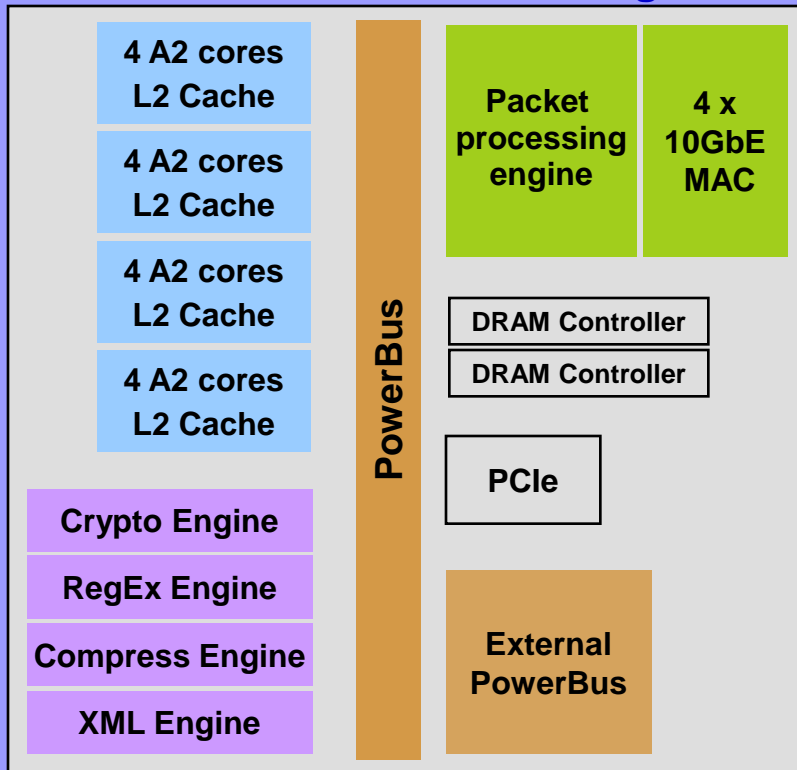 4 A2 cores
L2 Cache
4 A2 cores
L2 Cache
4 A2 cores
L2 Cache
4 A2 cores
L2 Cache
Crypto Engine
RegEx Engine
Compress Engine
XML Engine
PowerBus
Packet
processing
engine
4 x
10GbE
MAC
DRAM Controller
DRAM Controller
PCIe
External
PowerBus